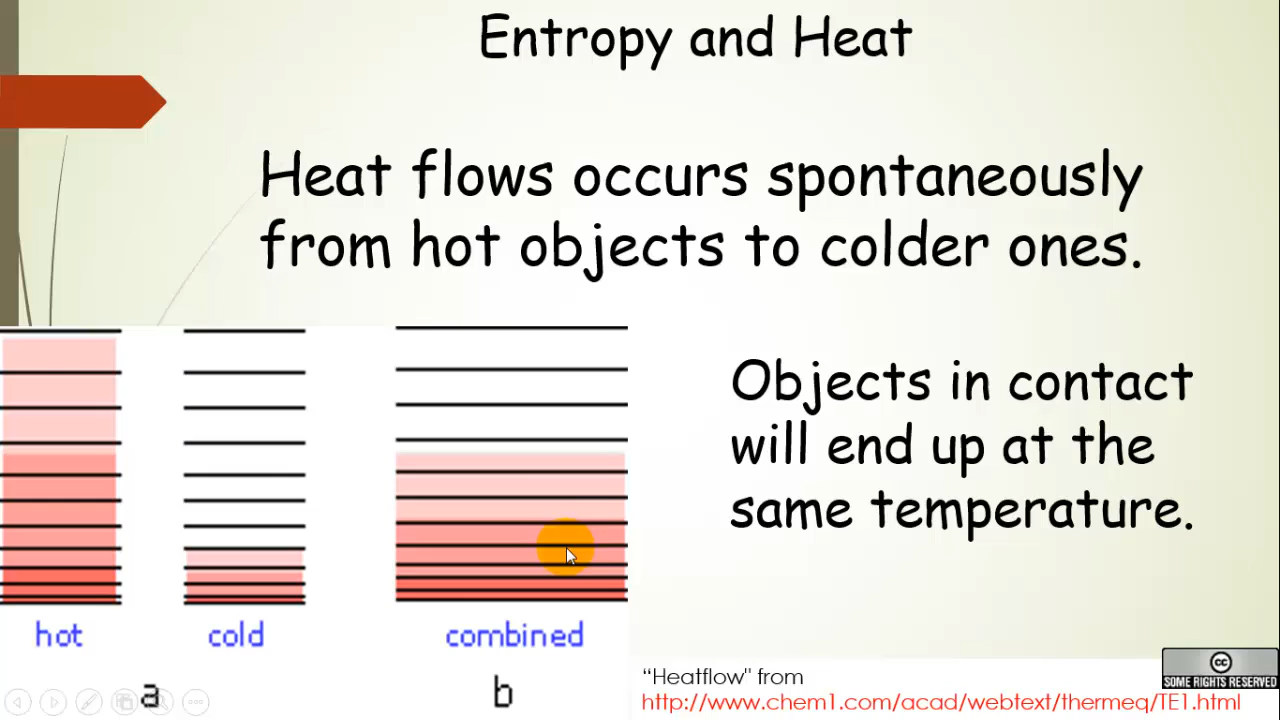 Entropy and Heat
Heat flows occurs spontaneously
from hot objects to colder ones.
Objects in contact
will end up at the
same temperature.
hot
cold
combined
a
b
“Heatflow" from
http://www.chem1.com/acad/webtext/thermeq/TE1.html
cc
SOME RIGHTS RESERVED